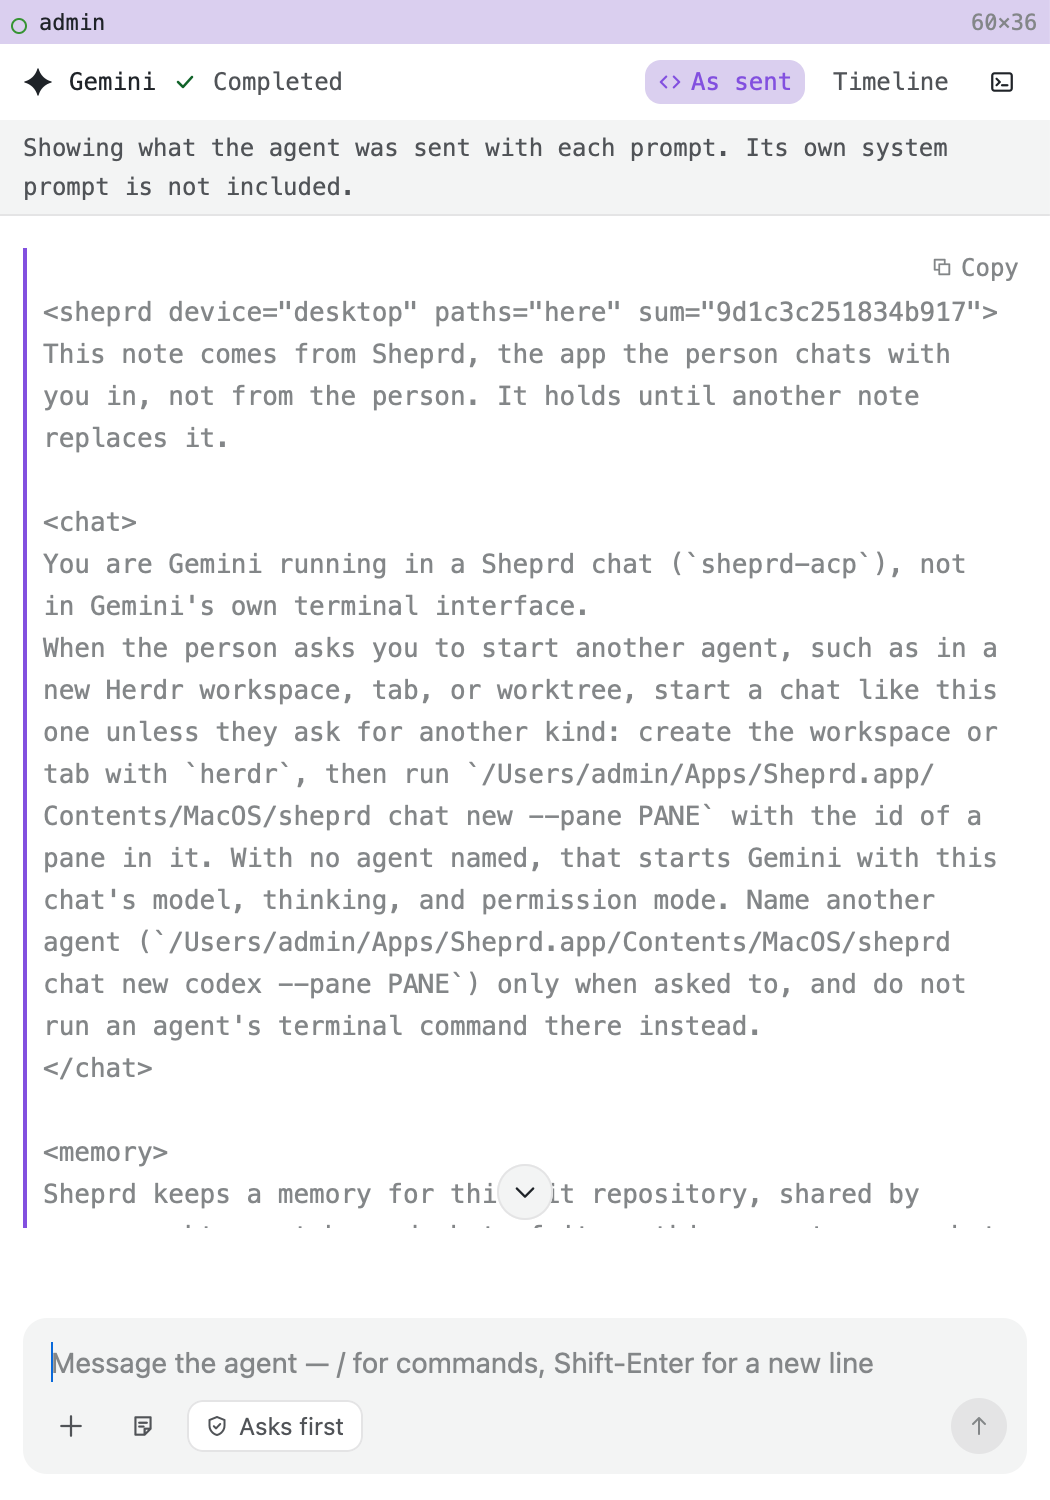 admin
60×36
Gemini ✓ Completed
<> As sent
Timeline
Showing what the agent was sent with each prompt. Its own system
prompt is not included.
Copy
<sheprd device="desktop" paths="here" sum="9d1c3c251834b917">
This note comes from Sheprd, the app the person chats with
you in, not from the person. It holds until another note
replaces it.
<chat>
You are Gemini running in a Sheprd chat (`sheprd-acp`), not
in Gemini's own terminal interface.
When the person asks you to start another agent, such as in a
new Herdr workspace, tab, or worktree, start a chat like this
one unless they ask for another kind: create the workspace or
tab with `herdr`, then run `/Users/admin/Apps/Sheprd.app/
Contents/MacOS/sheprd chat new --pane PANE` with the id of a
pane in it. With no agent named, that starts Gemini with this
chat's model, thinking, and permission mode. Name another
agent (`/Users/admin/Apps/Sheprd.app/Contents/MacOS/sheprd
chat new codex --pane PANE`) only when asked to, and do not
run an agent's terminal command there instead.
</chat>
<memory>
Sheprd keeps a memory for repository, shared by
Message the agent — / for commands, Shift-Enter for a new line
Asks first